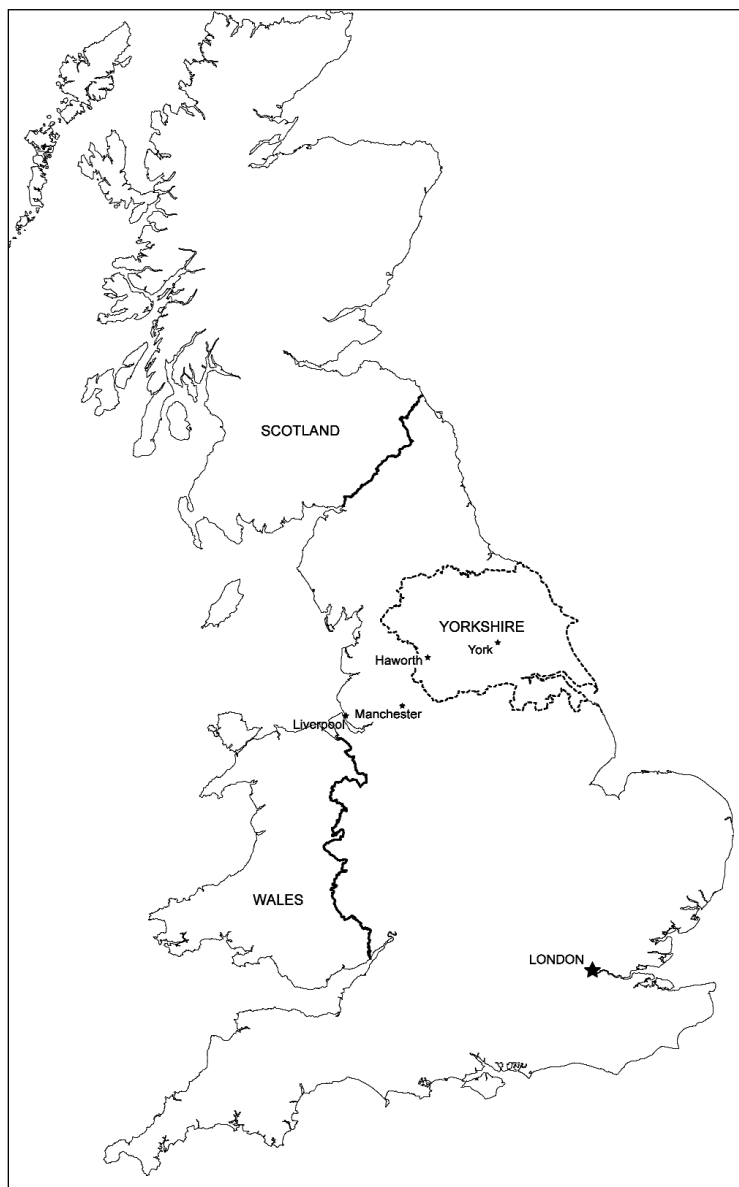 SCOTLAND
YORKSHIRE
York
Haworth
Manchester
Liverpool
WALES
LONDON